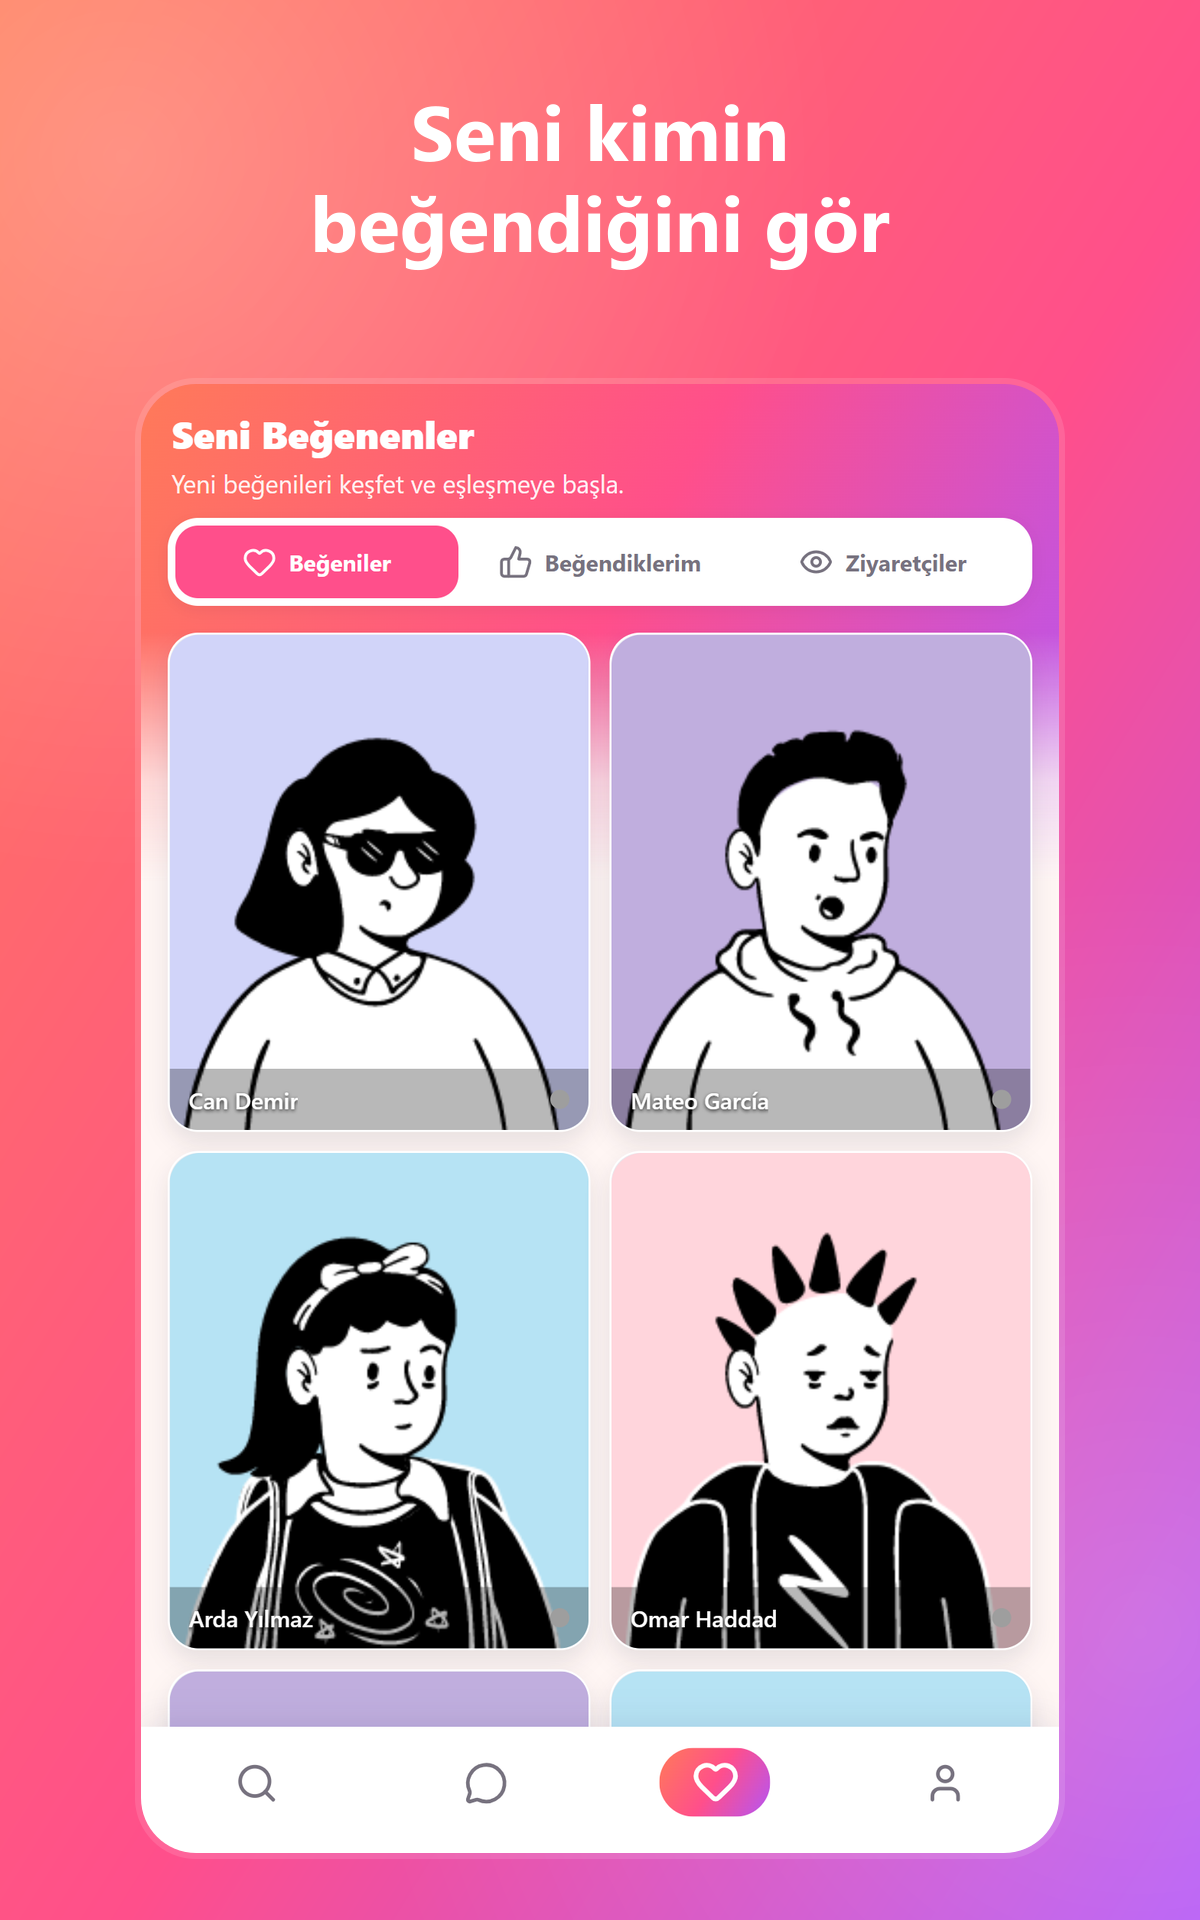 Seni kimin
beğendiğini gör
Seni Beğenenler
Yeni beğenileri keşfet ve eşleşmeye başla.
Beğeniler
Beğendiklerim
Ziyaretçiler
Can Demir
Mateo García
Arda Yılmaz
Omar Haddad